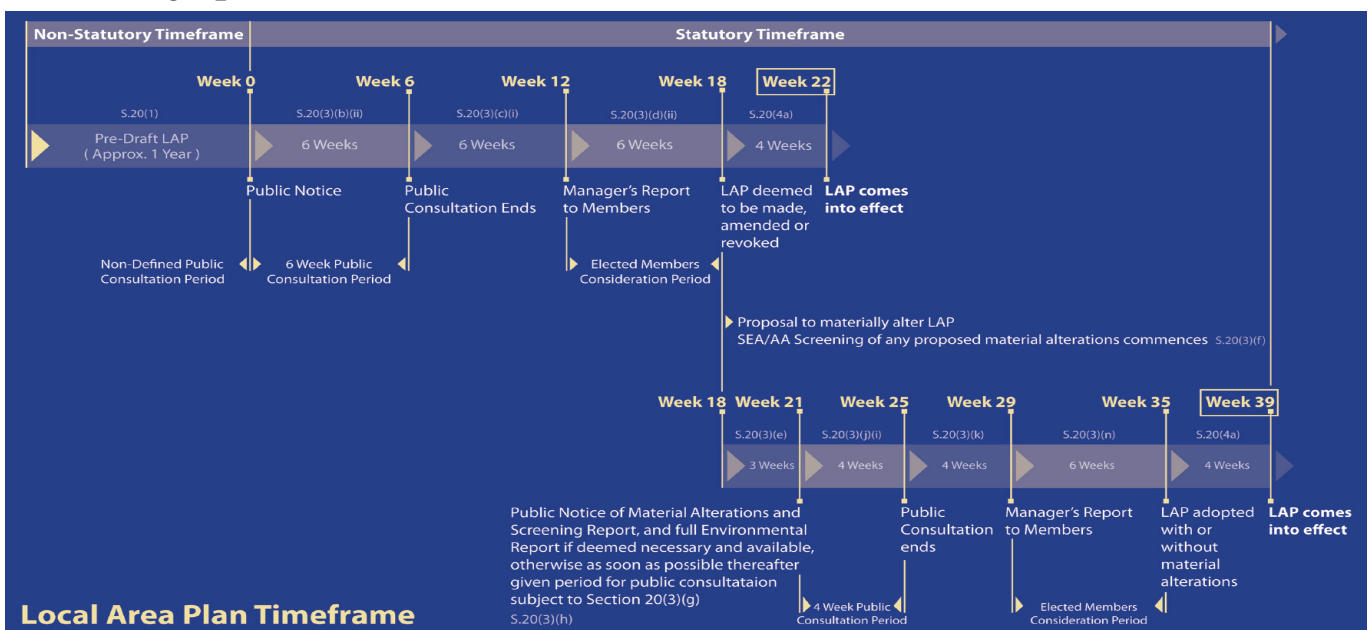 Non-Statutory Timeframe
Statutory Timeframe
Week 0
Week 6
Week 12
Week 18
Week 22
S.20(1)
S.20(3)(b)(ii)
S.20(3)(c)(i)
S.20(3)(d)(ii)
S.20(4a)
Pre-Draft LAP
( Approx. 1 Year )
6 Weeks
6 Weeks
6 Weeks
4 Weeks
Public Notice
Public
Consultation Ends
Manager's Report
to Members
LAP deemed
to be made,
amended or
revoked
LAP comes
into effect
Non-Defined Public
Consultation Period
6 Week Public
Consultation Period
Elected Members
Consideration Period
Proposal to materially alter LAP
SEA/AA Screening of any proposed material alterations commences S.20(3)(f)
Week 18
Week 21
Week 25
Week 29
Week 35
Week 39
S.20(3)(e)
S.20(3)(j)(i)
S.20(3)(k)
S.20(3)(n)
S.20(4a)
3 Weeks
4 Weeks
4 Weeks
6 Weeks
4 Weeks
Public Notice of Material Alterations and
Screening Report, and full Environmental
Report if deemed necessary and available,
otherwise as soon as possible thereafter
given period for public consultataion
subject to Section 20(3)(g)
S.20(3)(h)
Public
Consultation
ends
Manager's Report
to Members
LAP adopted
with or
without
material
alterations
LAP comes
into effect
4 Week Public
Consultation Period
Elected Members
Consideration Period
Local Area Plan Timeframe